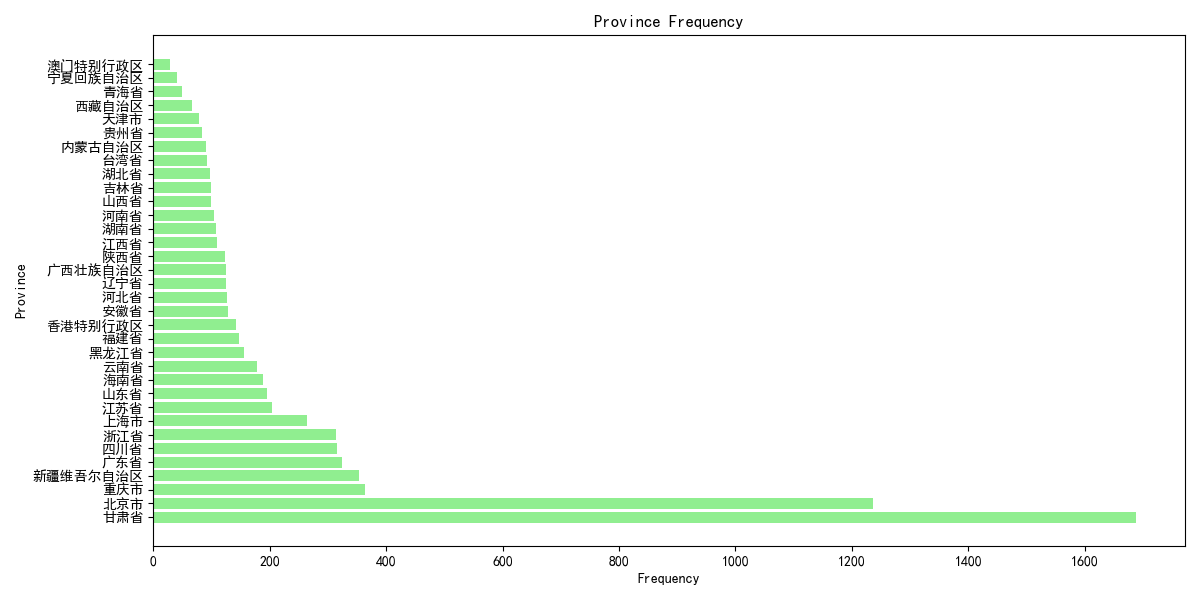 Province Frequency
澳门特别行政区
宁夏回族自治区
青海省
西藏自治区
天津市
贵州省
内蒙古自治区
台湾省
湖北省
吉林省
山西省
河南省
湖南省
江西省
陕西省
广西壮族自治区
辽宁省
河北省
安徽省
香港特别行政区
福建省
黑龙江省
云南省
海南省
山东省
江苏省
上海市
浙江省
四川省
广东省
新疆维吾尔自治区
重庆市
北京市
甘肃省
Province
0 200 400 600 800 1000 1200 1400 1600
Frequency